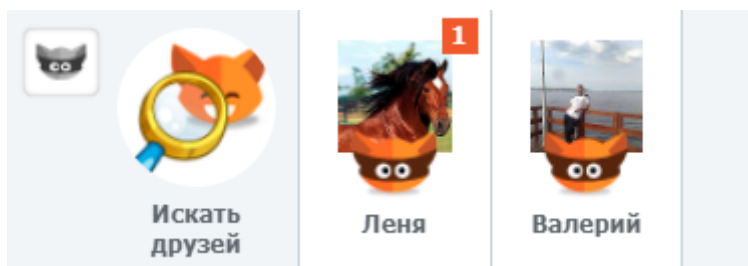 1
Искать
друзей
Леня
Валерий